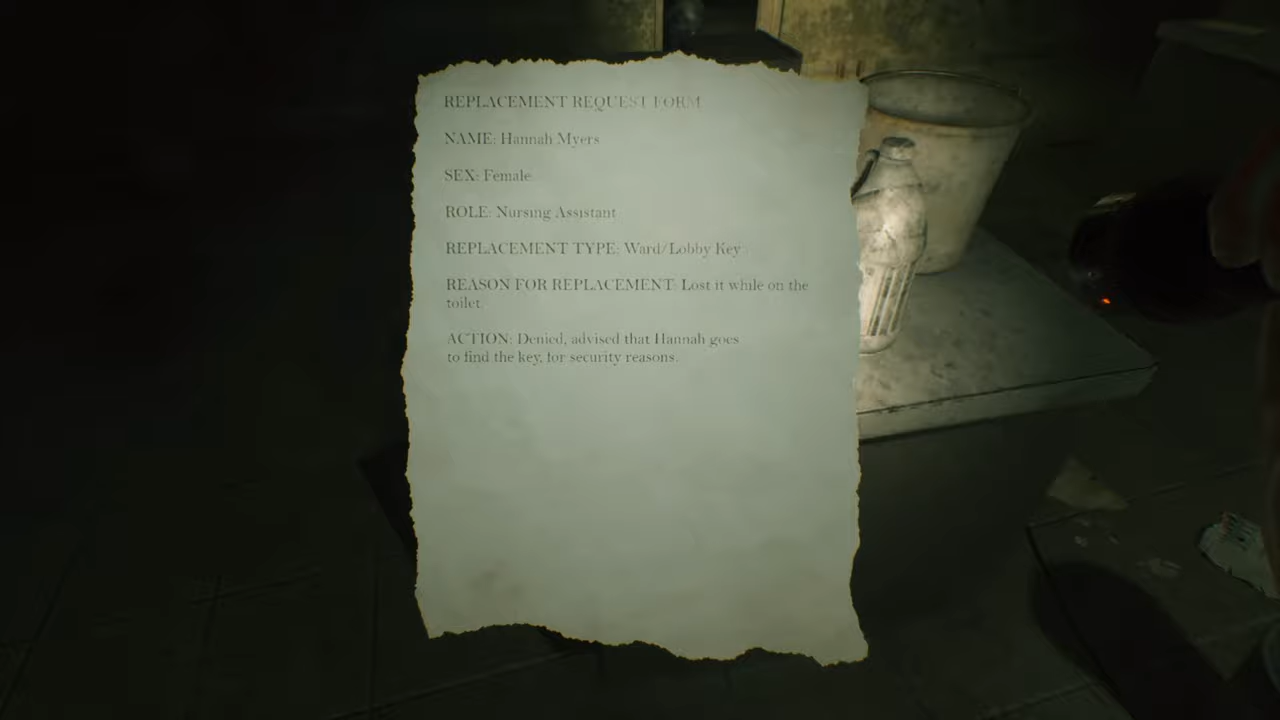 REPLACEMENT REQUEST FORM
NAME: Hannah Myers
SEX: Female
ROLE: Nursing Assistant
REPLACEMENT TYPE: Ward/Lobby Key
REASON FOR REPLACEMENT: Lost it while on the
toilet.
ACTION: Denied, advised that Hannah goes
to find the key, for security reasons.